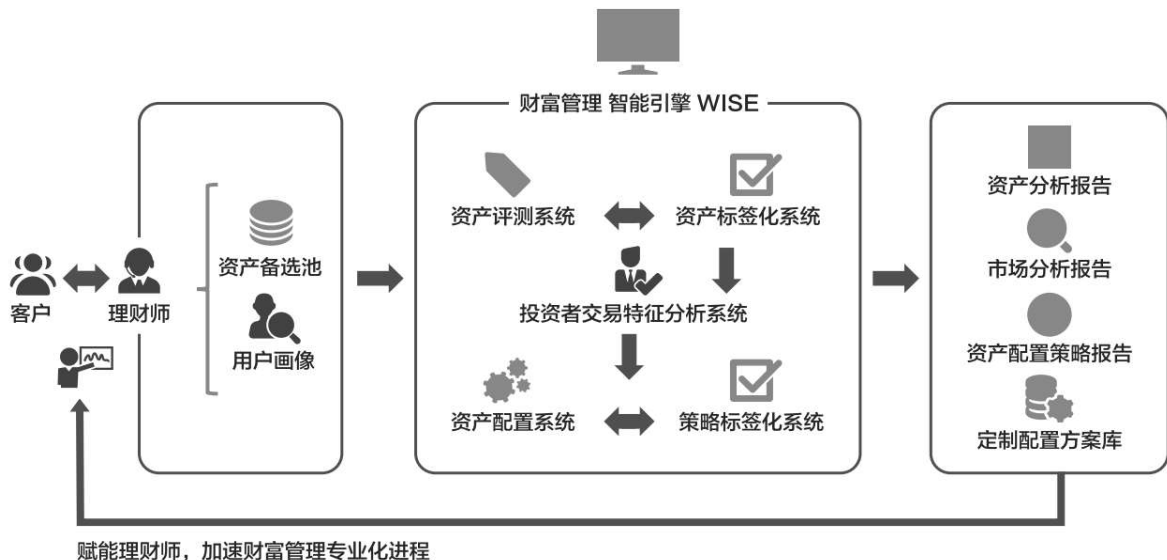 财富管理 智能引擎 WISE
客户
理财师
资产备选池
用户画像
资产评测系统
资产标签化系统
投资者交易特征分析系统
资产配置系统
策略标签化系统
资产分析报告
市场分析报告
资产配置策略报告
定制配置方案库
赋能理财师，加速财富管理专业化进程